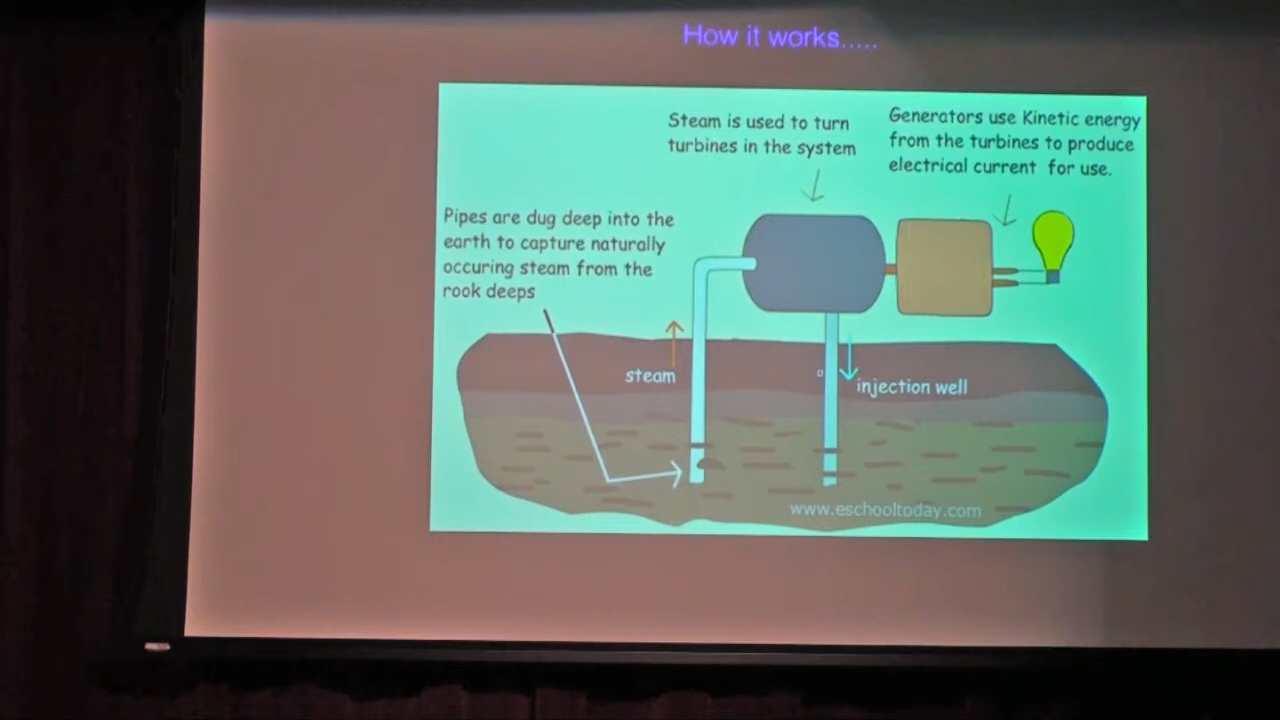 How it works.....
Steam is used to turn
turbines in the system
Generators use Kinetic energy
from the turbines to produce
electrical current for use.
Pipes are dug deep into the
earth to capture naturally
occuring steam from the
rook deeps
steam
injection well
www.eschooltoday.com